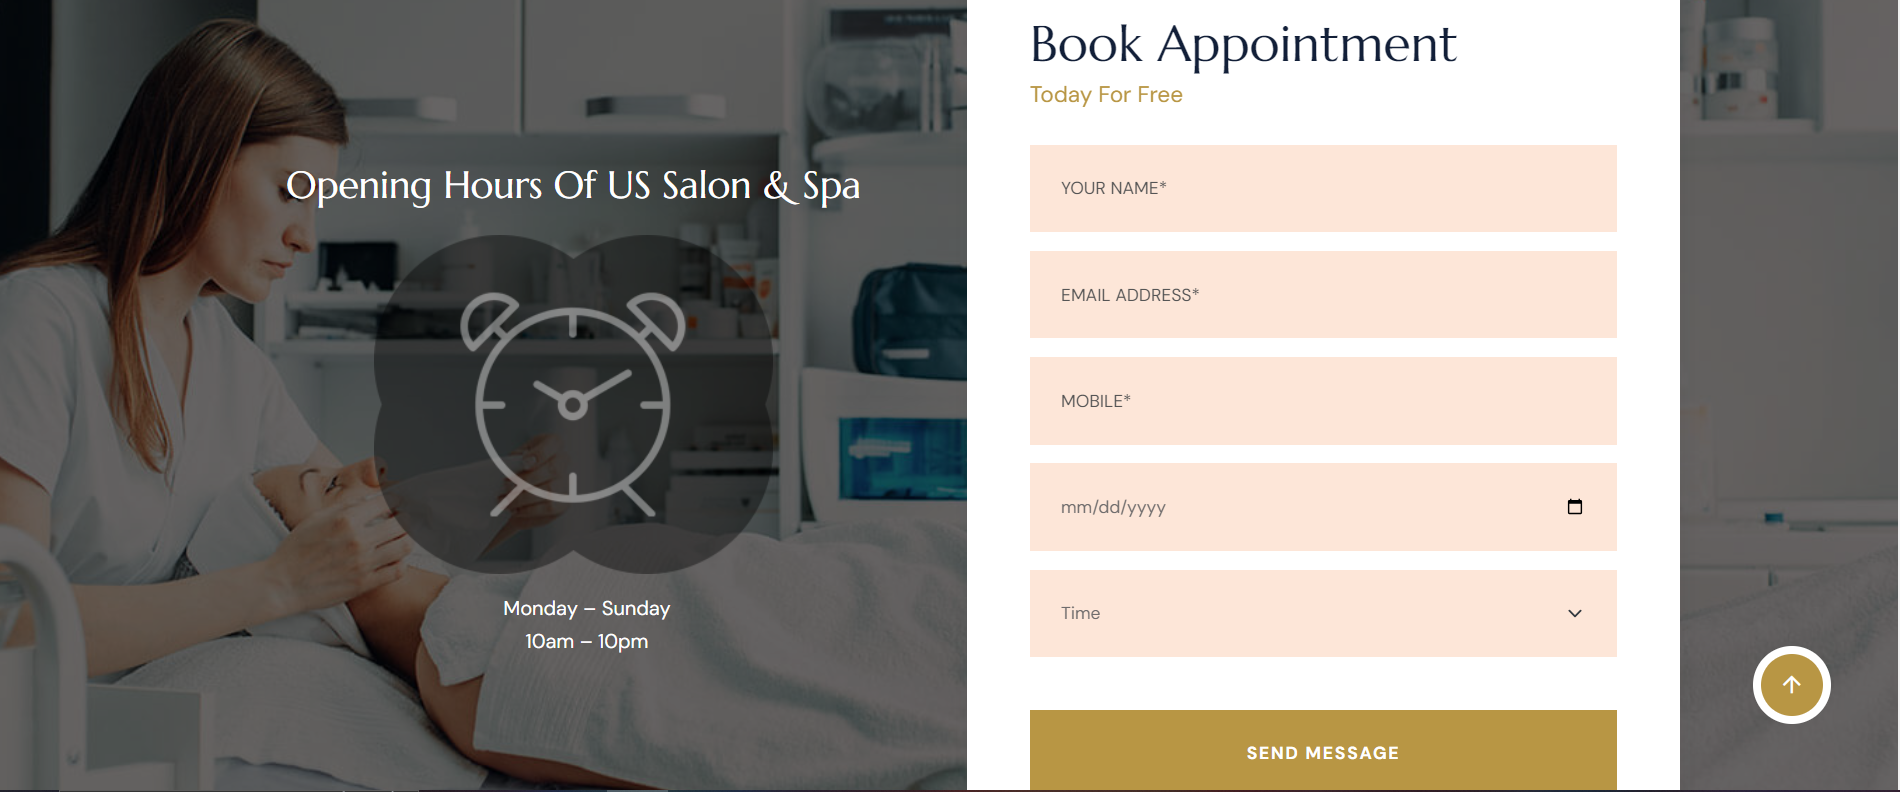 Opening Hours Of US Salon & Spa
Monday – Sunday
10am – 10pm
Book Appointment
Today For Free
YOUR NAME*
EMAIL ADDRESS*
MOBILE*
mm/dd/yyyy
Time
SEND MESSAGE